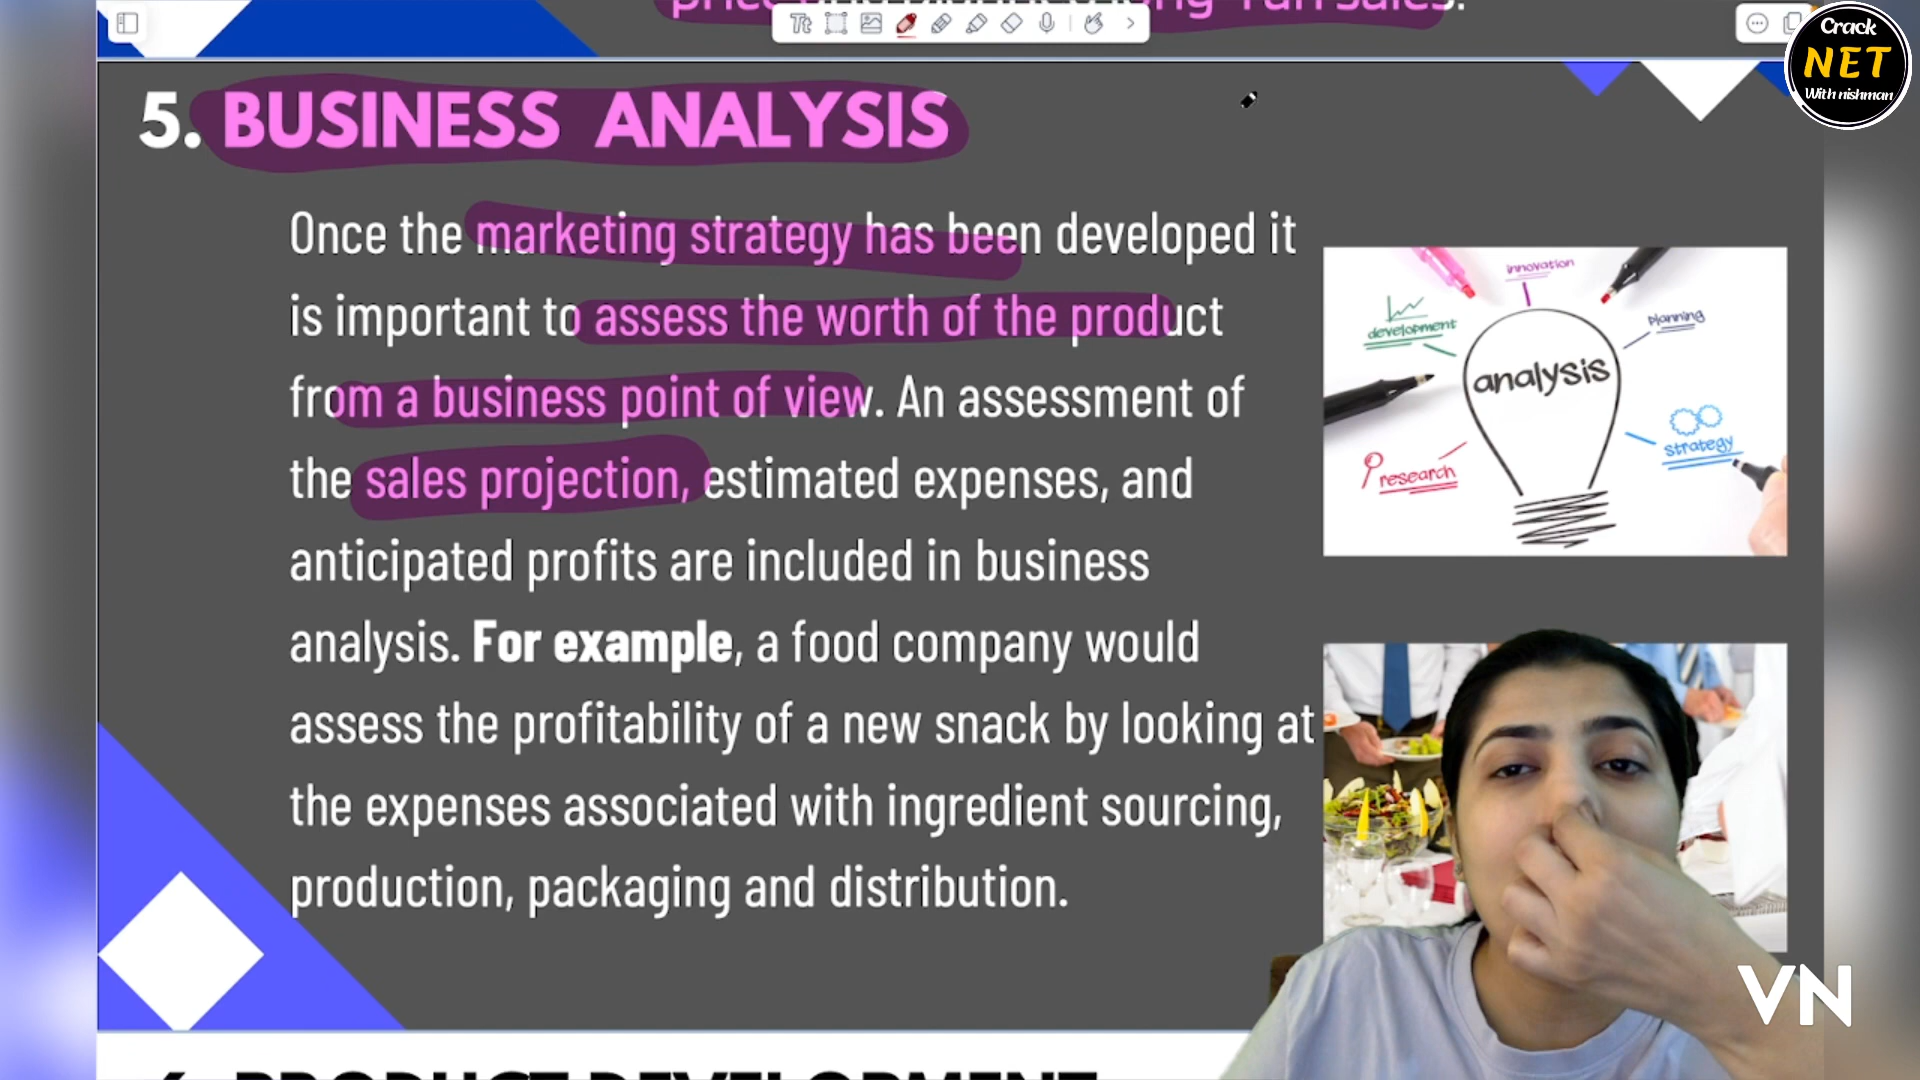 Crack
NET
With nishman
5. BUSINESS ANALYSIS
Once the marketing strategy has been developed it
is important to assess the worth of the product
from a business point of view. An assessment of
the sales projection, estimated expenses, and
anticipated profits are included in business
analysis. For example, a food company would
assess the profitability of a new snack by looking at
the expenses associated with ingredient sourcing,
production, packaging and distribution.
innovation
development
planning
analysis
strategy
research
VN
PRODUCT DEVELOPMENT